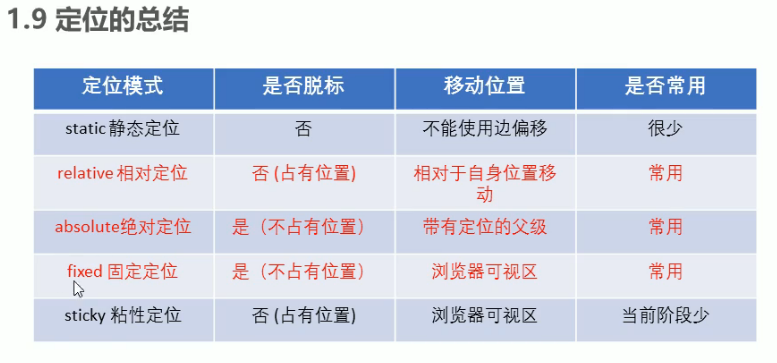 1.9 定位的总结
定位模式 是否脱标 移动位置 是否常用
static 静态定位 否 不能使用边偏移 很少
relative 相对定位 否 (占有位置) 相对于自身位置移
动 常用
absolute绝对定位 是（不占有位置） 带有定位的父级 常用
fixed 固定定位 是（不占有位置） 浏览器可视区 常用
sticky 粘性定位 否 (占有位置) 浏览器可视区 当前阶段少